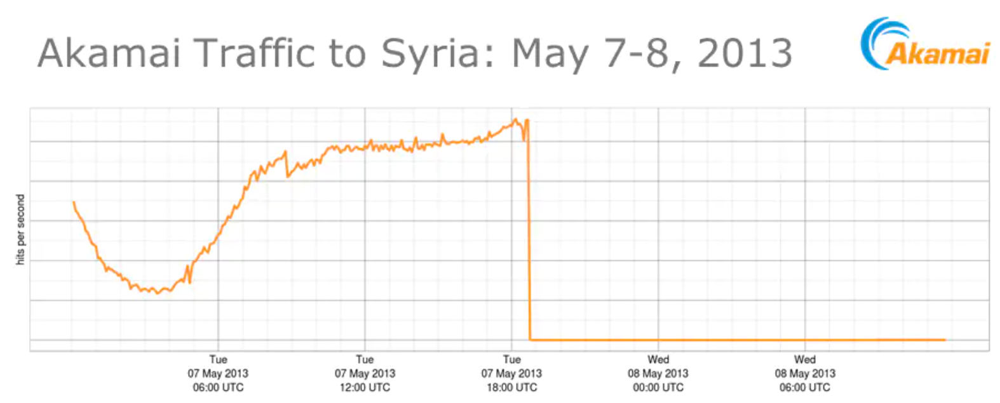 Akamai Traffic to Syria: May 7-8, 2013
Akamai
hits per second
Tue
07 May 2013
06:00 UTC
Tue
07 May 2013
12:00 UTC
Tue
07 May 2013
18:00 UTC
Wed
08 May 2013
00:00 UTC
Wed
08 May 2013
06:00 UTC